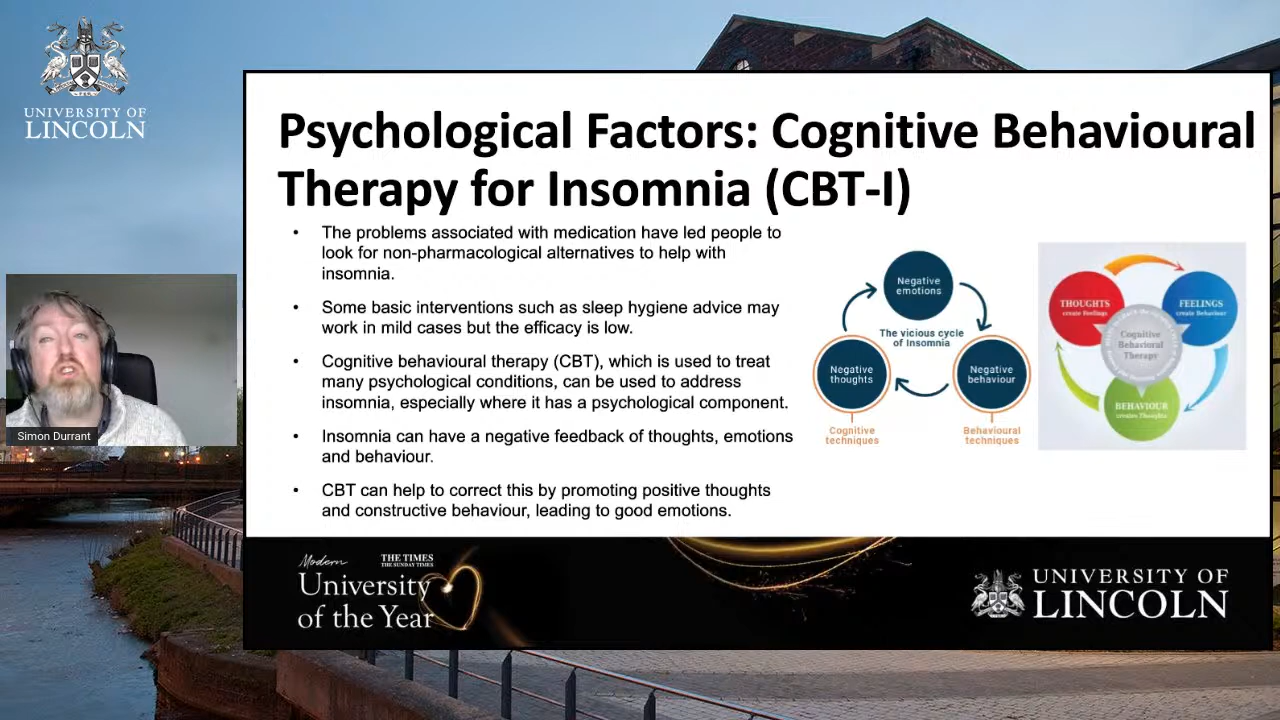 UNIVERSITY OF
LINCOLN
Psychological Factors: Cognitive Behavioural
Therapy for Insomnia (CBT-I)
• The problems associated with medication have led people to
look for non-pharmacological alternatives to help with
insomnia.
• Some basic interventions such as sleep hygiene advice may
work in mild cases but the efficacy is low.
• Cognitive behavioural therapy (CBT), which is used to treat
many psychological conditions, can be used to address
insomnia, especially where it has a psychological component.
• Insomnia can have a negative feedback of thoughts, emotions
and behaviour.
• CBT can help to correct this by promoting positive thoughts
and constructive behaviour, leading to good emotions.
Negative
emotions
The vicious cycle
of Insomnia
Negative
thoughts
Negative
behaviour
Cognitive
techniques
Behavioural
techniques
THOUGHTS
create Feelings
FEELINGS
create Behaviour
Cognitive
Behavioural
Therapy
BEHAVIOUR
creates Thoughts
Simon Durrant
Modern
THE TIMES
THE SUNDAY TIMES
University
of the Year
UNIVERSITY OF
LINCOLN